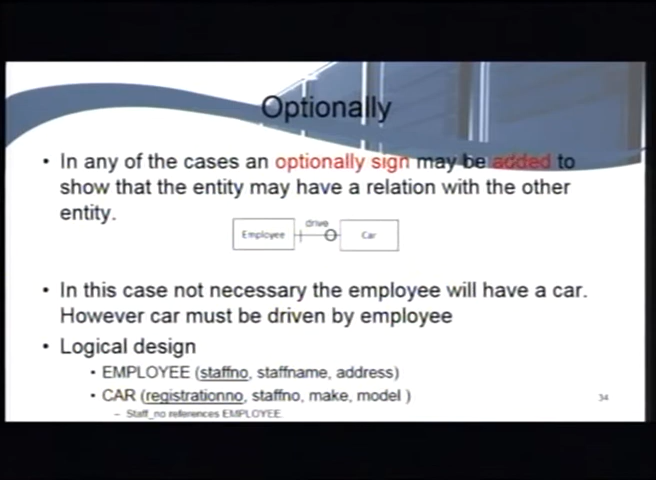 Optionally
• In any of the cases an optionally sign may be added to
show that the entity may have a relation with the other
entity.
drive
Employee
Car
• In this case not necessary the employee will have a car.
However car must be driven by employee
• Logical design
• EMPLOYEE (staffno, staffname, address)
• CAR (registrationno, staffno, make, model )
– Staff_no references EMPLOYEE
34